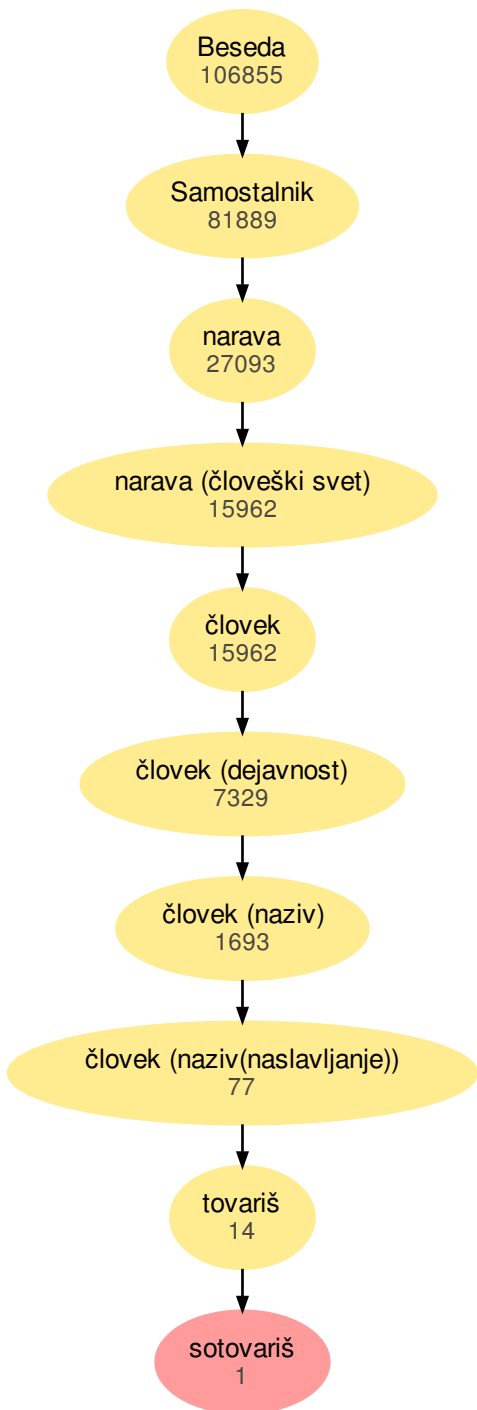 Beseda
106855
Samostalnik
81889
narava
27093
narava (človeški svet)
15962
človek
15962
človek (dejavnost)
7329
človek (naziv)
1693
človek (naziv(naslavljanje))
77
tovariš
14
sotovariš
1